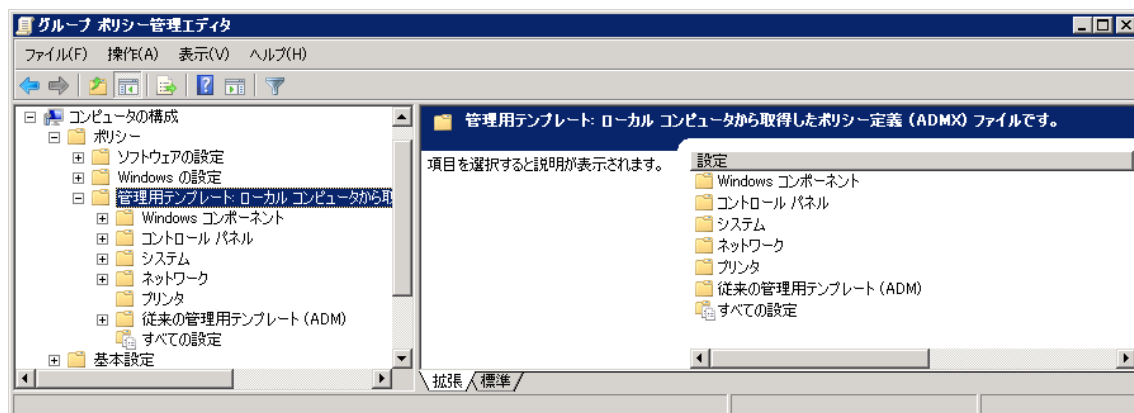 グループ ポリシー管理エディタ
ファイル(F) 操作(A) 表示(V) ヘルプ(H)
コンピュータの構成
ポリシー
ソフトウェアの設定
Windows の設定
管理用テンプレート: ローカル コンピュータから取
Windows コンポーネント
コントロール パネル
システム
ネットワーク
プリンタ
従来の管理用テンプレート (ADM)
すべての設定
基本設定
管理用テンプレート: ローカル コンピュータから取得したポリシー定義 (ADMX) ファイルです。
項目を選択すると説明が表示されます。
設定
Windows コンポーネント
コントロール パネル
システム
ネットワーク
プリンタ
従来の管理用テンプレート (ADM)
すべての設定
拡張 標準